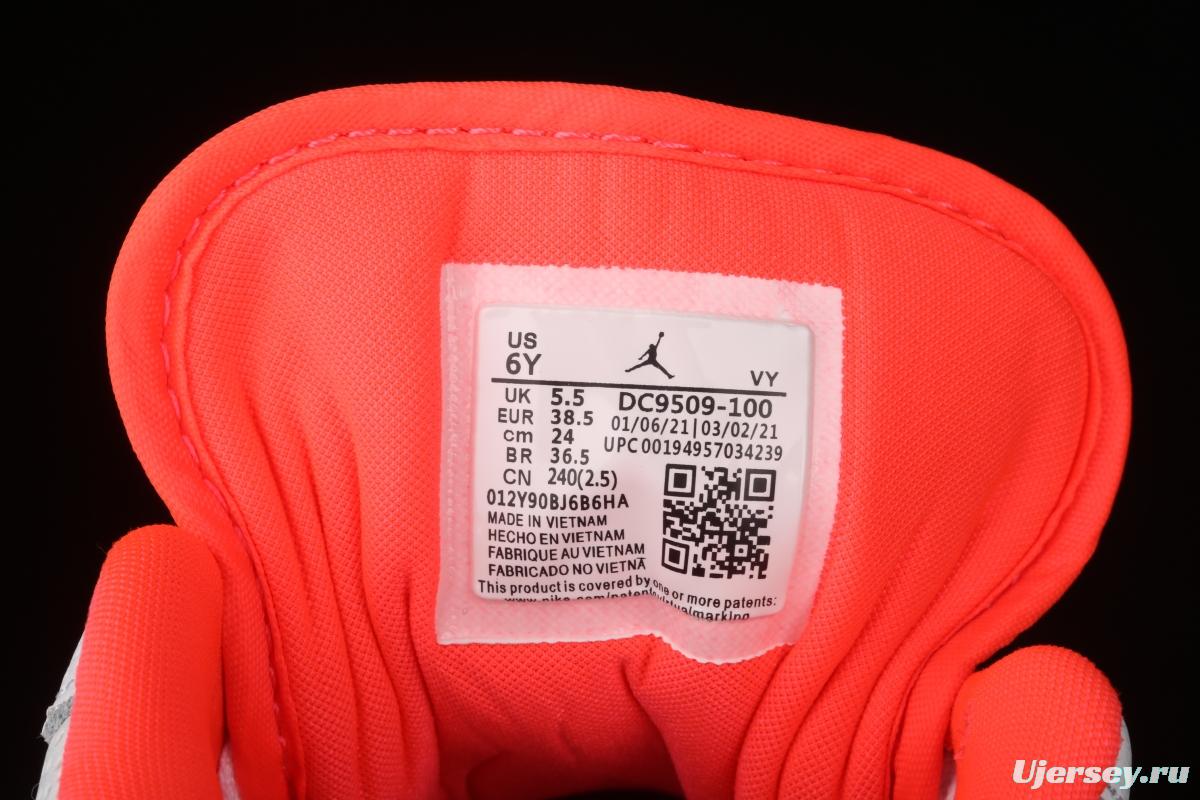 US
6Y
VY
UK 5.5
EUR 38.5
cm 24
BR 36.5
CN 240(2.5)
DC9509-100
01/06/21|03/02/21
UPC00194957034239
012Y90BJ6B6HA
MADE IN VIETNAM
HECHO EN VIETNAM
FABRIQUE AU VIETNAM
FABRICADO NO VIETNÃ
This product is covered by one or more patents:
Ujersey.ru